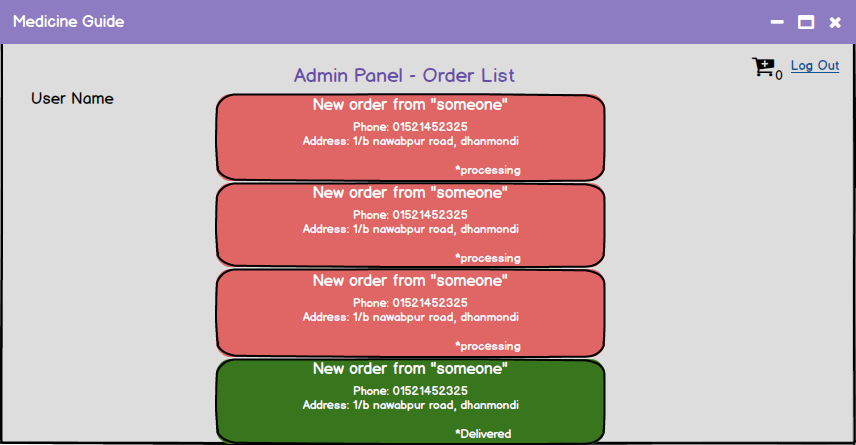 Medicine Guide
Admin Panel - Order List
0 Log Out
User Name
New order from "someone"
Phone: 01521452325
Address: 1/b nawabpur road, dhanmondi
*processing
New order from "someone"
Phone: 01521452325
Address: 1/b nawabpur road, dhanmondi
*processing
New order from "someone"
Phone: 01521452325
Address: 1/b nawabpur road, dhanmondi
*processing
New order from "someone"
Phone: 01521452325
Address: 1/b nawabpur road, dhanmondi
*Delivered